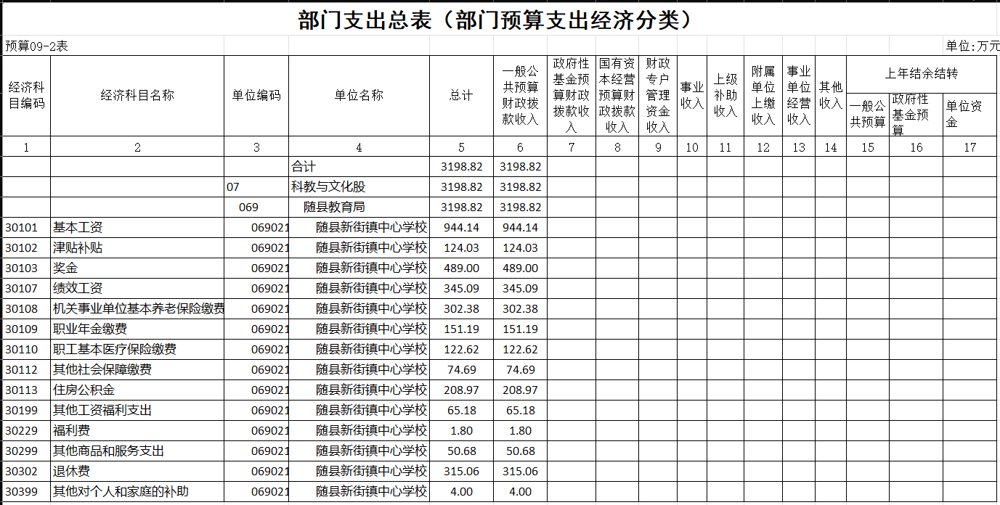 部门支出总表（部门预算支出经济分类）
预算09-2表 单位:万元
经济科目编码 经济科目名称 单位编码 单位名称 总计 一般公共预算财政拨款收入 政府性基金预算财政拨款收入 国有资本经营预算财政拨款收入 财政专户管理资金收入 事业收入 上级补助收入 附属单位上缴收入 事业单位经营收入 其他收入 上年结余结转
一般公共预算 政府性基金预算 单位资金
1 2 3 4 5 6 7 8 9 10 11 12 13 14 15 16 17
合计 3198.82 3198.82
07 科教与文化股 3198.82 3198.82
069 随县教育局 3198.82 3198.82
30101 基本工资 069021 随县新街镇中心学校 944.14 944.14
30102 津贴补贴 069021 随县新街镇中心学校 124.03 124.03
30103 奖金 069021 随县新街镇中心学校 489.00 489.00
30107 绩效工资 069021 随县新街镇中心学校 345.09 345.09
30108 机关事业单位基本养老保险缴费 069021 随县新街镇中心学校 302.38 302.38
30109 职业年金缴费 069021 随县新街镇中心学校 151.19 151.19
30110 职工基本医疗保险缴费 069021 随县新街镇中心学校 122.62 122.62
30112 其他社会保障缴费 069021 随县新街镇中心学校 74.69 74.69
30113 住房公积金 069021 随县新街镇中心学校 208.97 208.97
30199 其他工资福利支出 069021 随县新街镇中心学校 65.18 65.18
30229 福利费 069021 随县新街镇中心学校 1.80 1.80
30299 其他商品和服务支出 069021 随县新街镇中心学校 50.68 50.68
30302 退休费 069021 随县新街镇中心学校 315.06 315.06
30399 其他对个人和家庭的补助 069021 随县新街镇中心学校 4.00 4.00